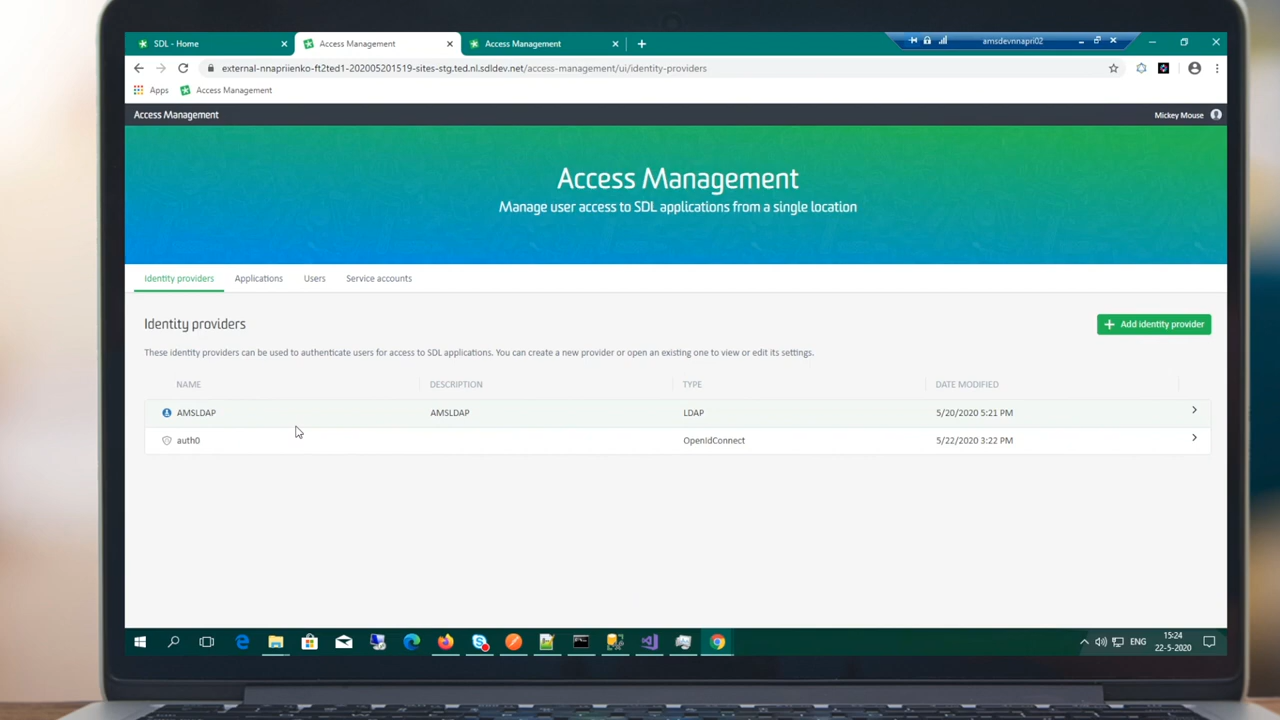 SDL - Home
Access Management
Access Management
amsdevnnapri02
external-nnapriienko-ft2ted1-202005201519-sites-stg.ted.nl.sdldev.net/access-management/ui/identity-providers
Apps
Access Management
Access Management
Mickey Mouse
Access Management
Manage user access to SDL applications from a single location
Identity providers Applications Users Service accounts
Identity providers
+ Add identity provider
These identity providers can be used to authenticate users for access to SDL applications. You can create a new provider or open an existing one to view or edit its settings.
NAME DESCRIPTION TYPE DATE MODIFIED
AMSLDAP AMSLDAP LDAP 5/20/2020 5:21 PM
auth0 OpenIdConnect 5/22/2020 3:22 PM
ENG
15:24
22-5-2020